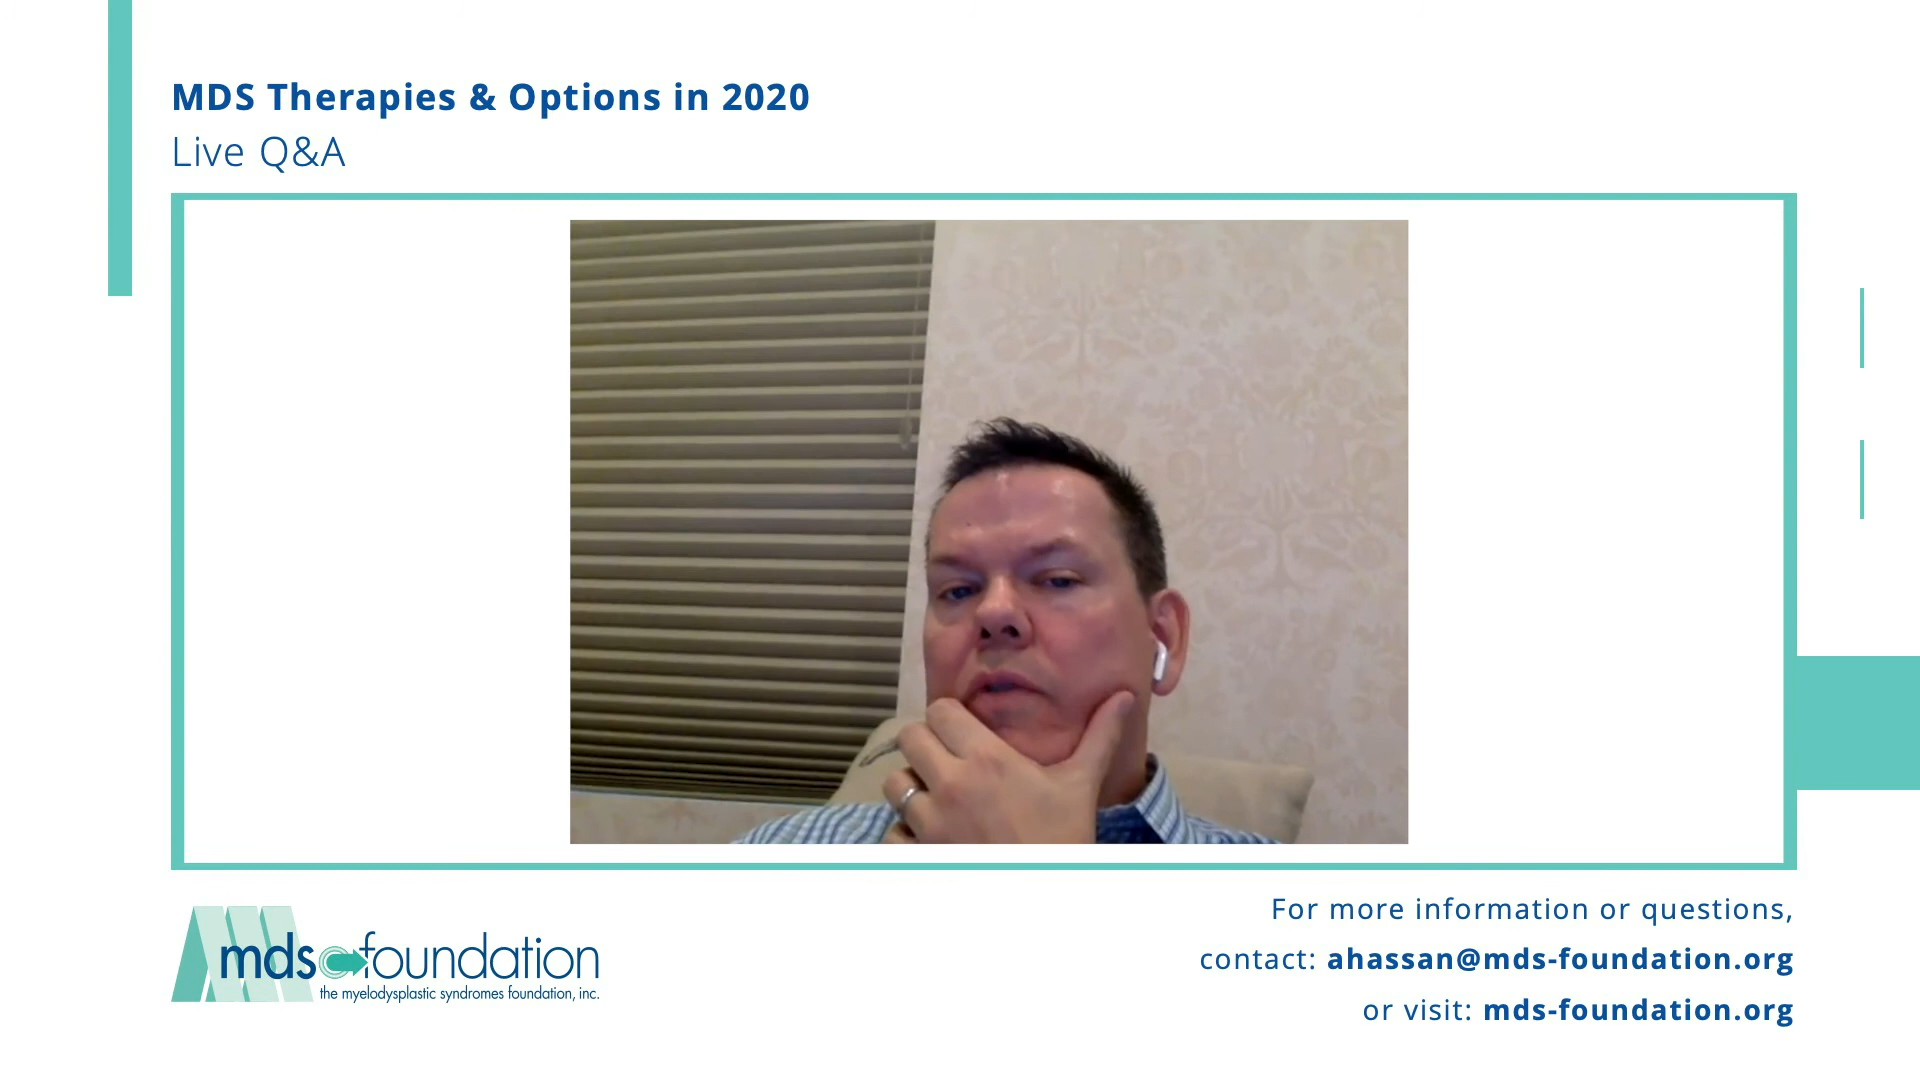 MDS Therapies & Options in 2020
Live Q&A
mds foundation
the myelodysplastic syndromes foundation, inc.
For more information or questions,
contact: ahassan@mds-foundation.org
or visit: mds-foundation.org